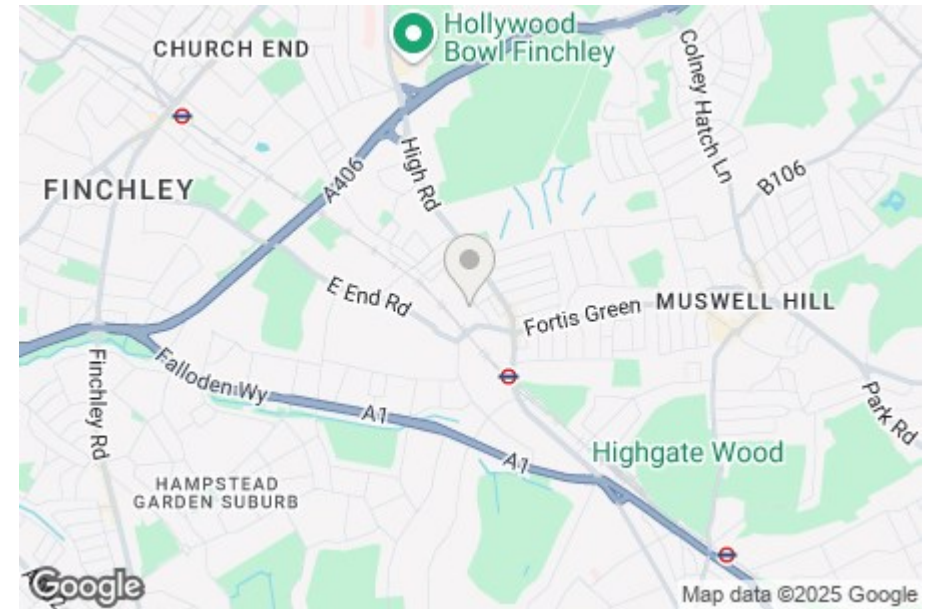 Hollywood
Bowl Finchley
CHURCH END
Colney Hatch Ln
A406
High Rd
B106
FINCHLEY
E End Rd
Fortis Green
MUSWELL HILL
Falloden Wy
Finchley Rd
A1
A1
Park Rd
Highgate Wood
HAMPSTEAD
GARDEN SUBURB
Google
Map data ©2025 Google